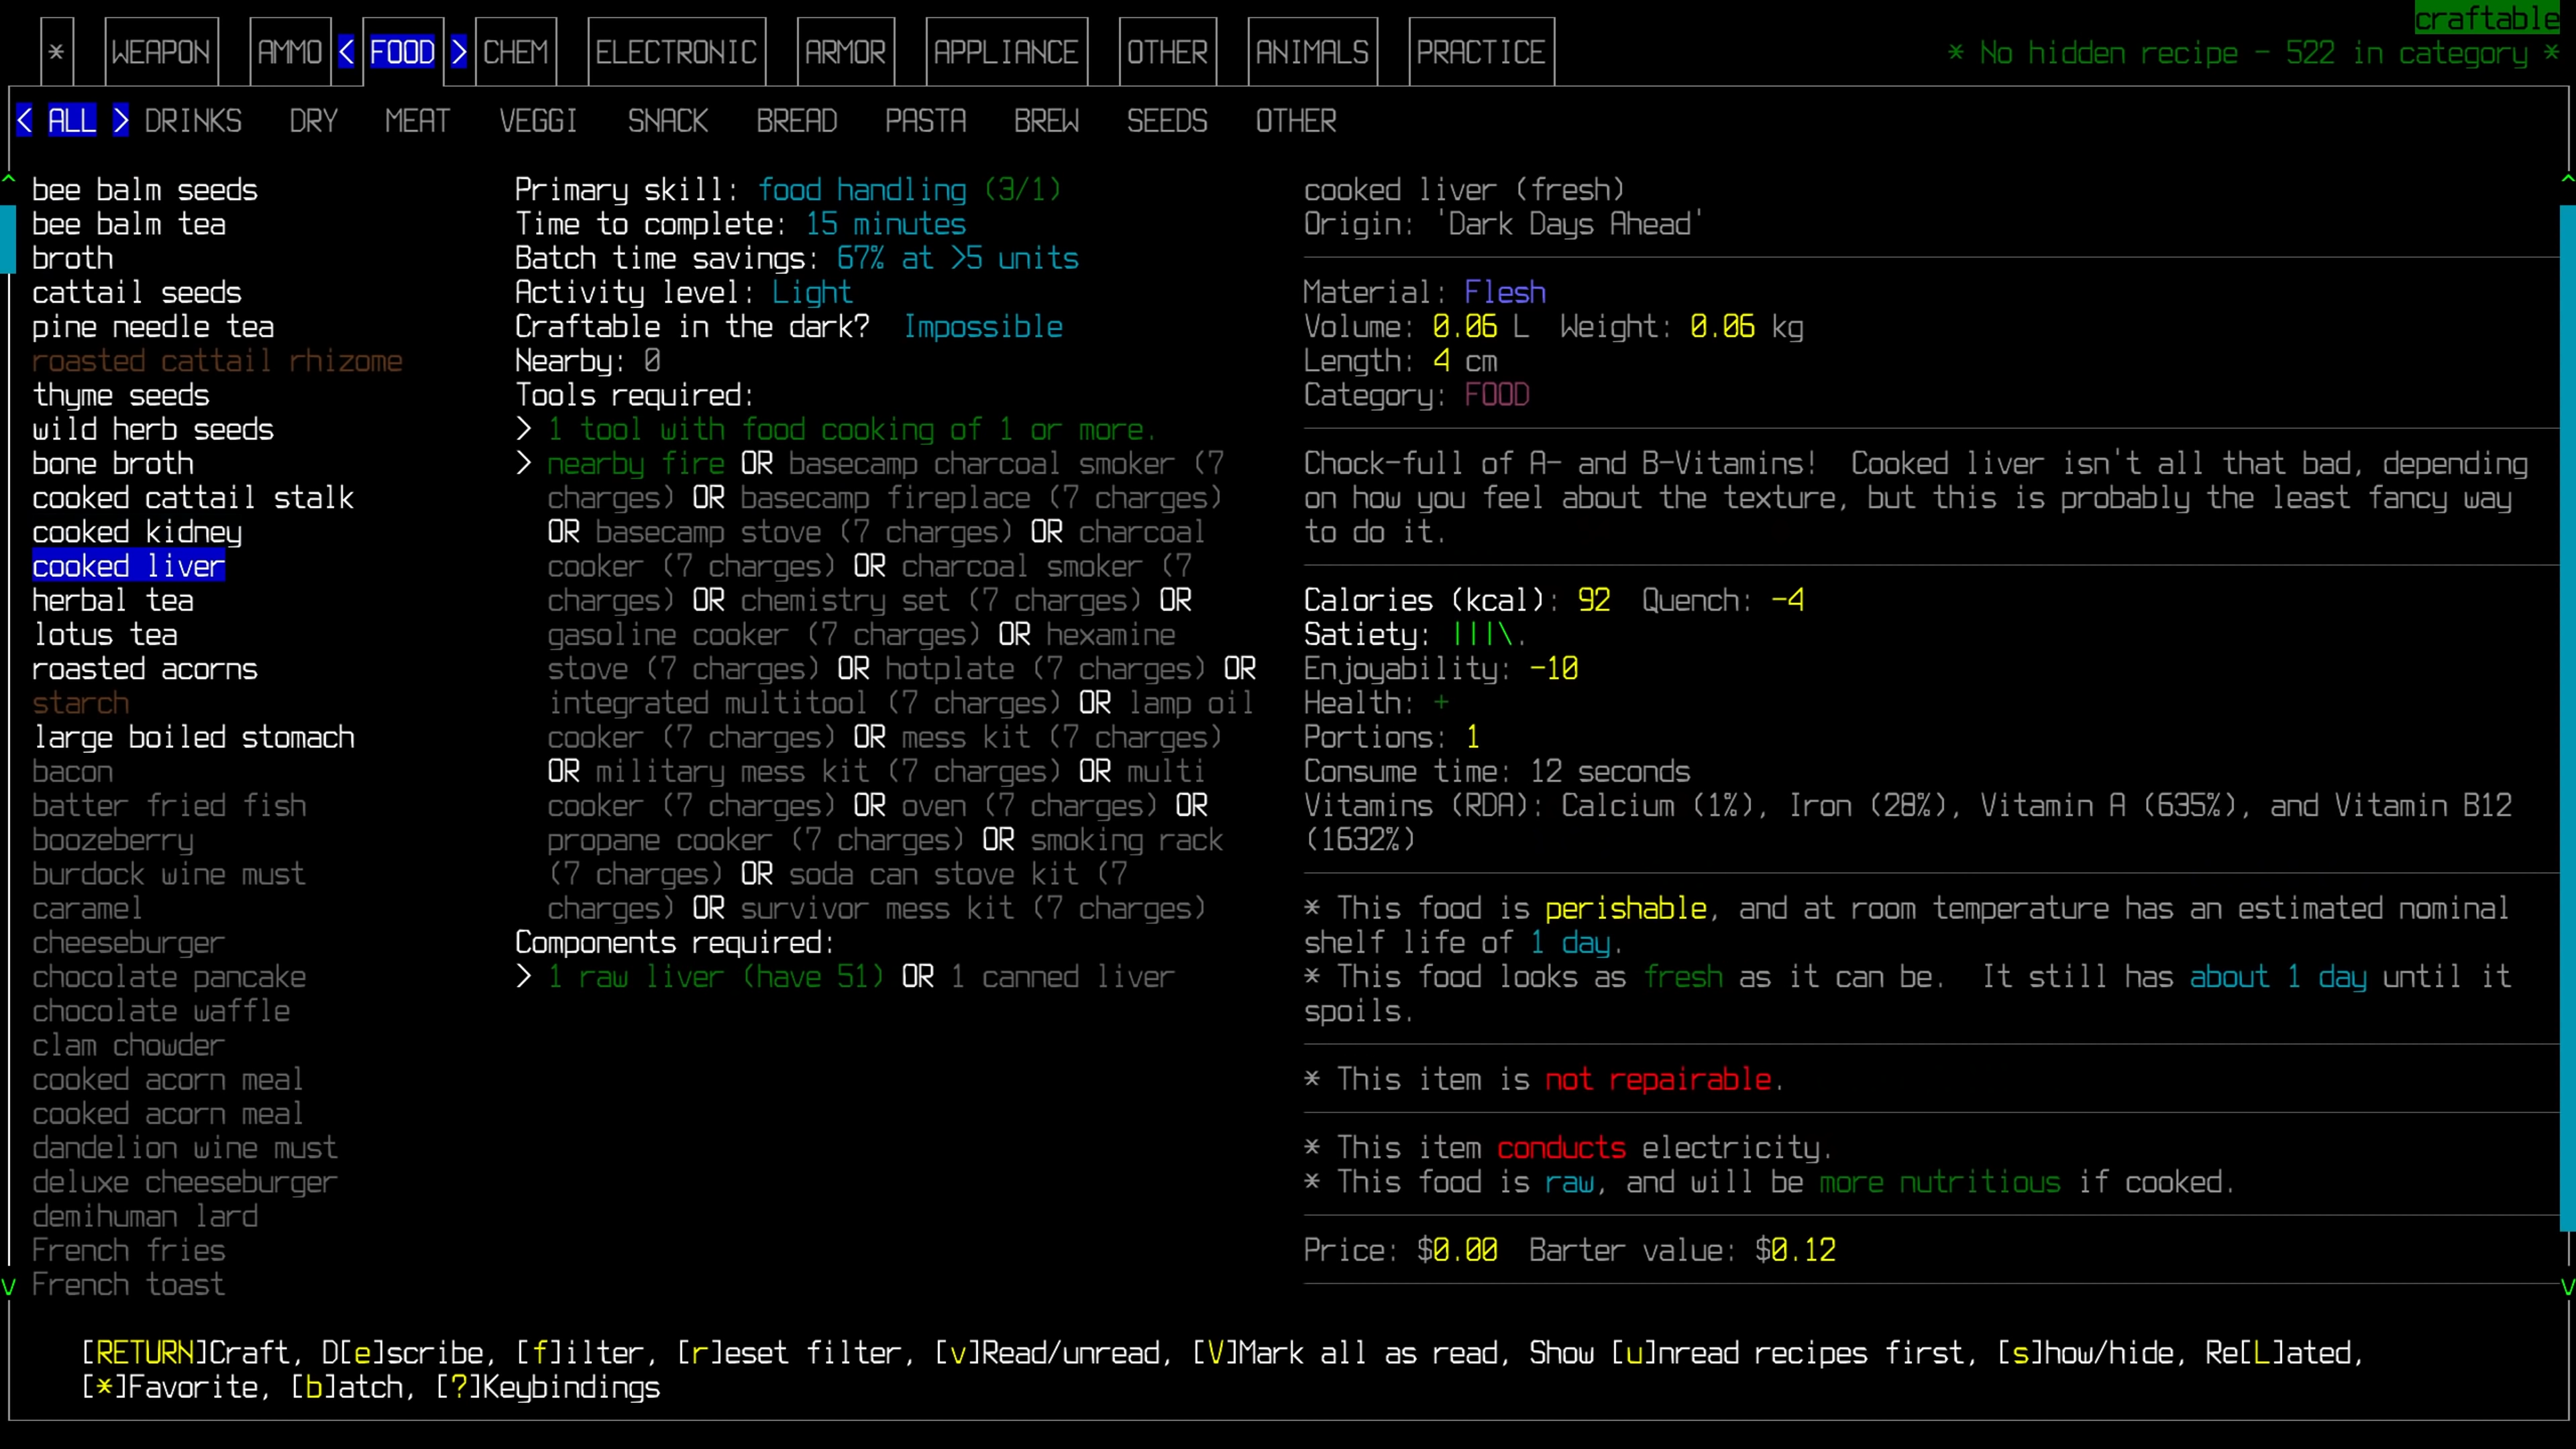 craftable
* WEAPON AMMO < FOOD > CHEM ELECTRONIC ARMOR APPLIANCE OTHER ANIMALS PRACTICE
* No hidden recipe - 522 in category *
< ALL > DRINKS DRY MEAT VEGGI SNACK BREAD PASTA BREW SEEDS OTHER
^
bee balm seeds
bee balm tea
broth
cattail seeds
pine needle tea
roasted cattail rhizome
thyme seeds
wild herb seeds
bone broth
cooked cattail stalk
cooked kidney
cooked liver
herbal tea
lotus tea
roasted acorns
starch
large boiled stomach
bacon
batter fried fish
boozeberry
burdock wine must
caramel
cheeseburger
chocolate pancake
chocolate waffle
clam chowder
cooked acorn meal
cooked acorn meal
dandelion wine must
deluxe cheeseburger
demihuman lard
French fries
v French toast
Primary skill: food handling (3/1)
Time to complete: 15 minutes
Batch time savings: 67% at >5 units
Activity level: Light
Craftable in the dark? Impossible
Nearby: 0
Tools required:
> 1 tool with food cooking of 1 or more.
> nearby fire OR basecamp charcoal smoker (7
charges) OR basecamp fireplace (7 charges)
OR basecamp stove (7 charges) OR charcoal
cooker (7 charges) OR charcoal smoker (7
charges) OR chemistry set (7 charges) OR
gasoline cooker (7 charges) OR hexamine
stove (7 charges) OR hotplate (7 charges) OR
integrated multitool (7 charges) OR lamp oil
cooker (7 charges) OR mess kit (7 charges)
OR military mess kit (7 charges) OR multi
cooker (7 charges) OR oven (7 charges) OR
propane cooker (7 charges) OR smoking rack
(7 charges) OR soda can stove kit (7
charges) OR survivor mess kit (7 charges)
Components required:
> 1 raw liver (have 51) OR 1 canned liver
^
cooked liver (fresh)
Origin: 'Dark Days Ahead'
Material: Flesh
Volume: 0.06 L Weight: 0.06 kg
Length: 4 cm
Category: FOOD
Chock-full of A- and B-Vitamins! Cooked liver isn't all that bad, depending
on how you feel about the texture, but this is probably the least fancy way
to do it.
Calories (kcal): 92 Quench: -4
Satiety: |||\.
Enjoyability: -10
Health: +
Portions: 1
Consume time: 12 seconds
Vitamins (RDA): Calcium (1%), Iron (28%), Vitamin A (635%), and Vitamin B12
(1632%)
* This food is perishable, and at room temperature has an estimated nominal
shelf life of 1 day.
* This food looks as fresh as it can be. It still has about 1 day until it
spoils.
* This item is not repairable.
* This item conducts electricity.
* This food is raw, and will be more nutritious if cooked.
Price: $0.00 Barter value: $0.12
v
[RETURN]Craft, D[e]scribe, [f]ilter, [r]eset filter, [v]Read/unread, [V]Mark all as read, Show [u]nread recipes first, [s]how/hide, Re[L]ated,
[*]Favorite, [b]atch, [?]Keybindings